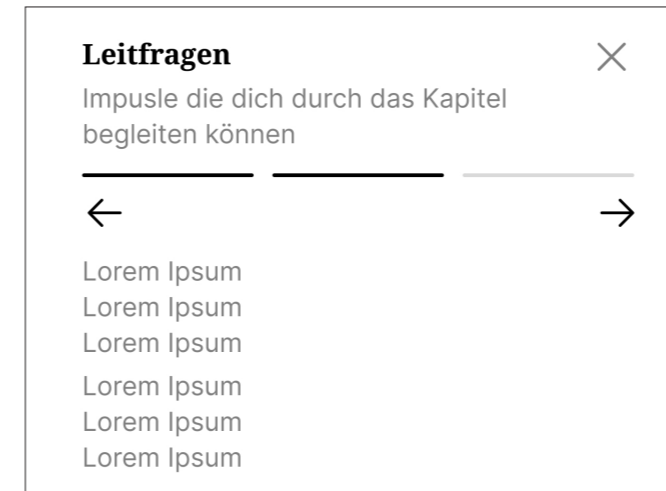 Leitfragen
Impusle die dich durch das Kapitel
begleiten können
Lorem Ipsum
Lorem Ipsum
Lorem Ipsum
Lorem Ipsum
Lorem Ipsum
Lorem Ipsum